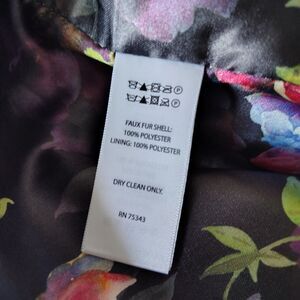 FAUX FUR SHELL:
100% POLYESTER
LINING: 100% POLYESTER
DRY CLEAN ONLY.
RN 75343